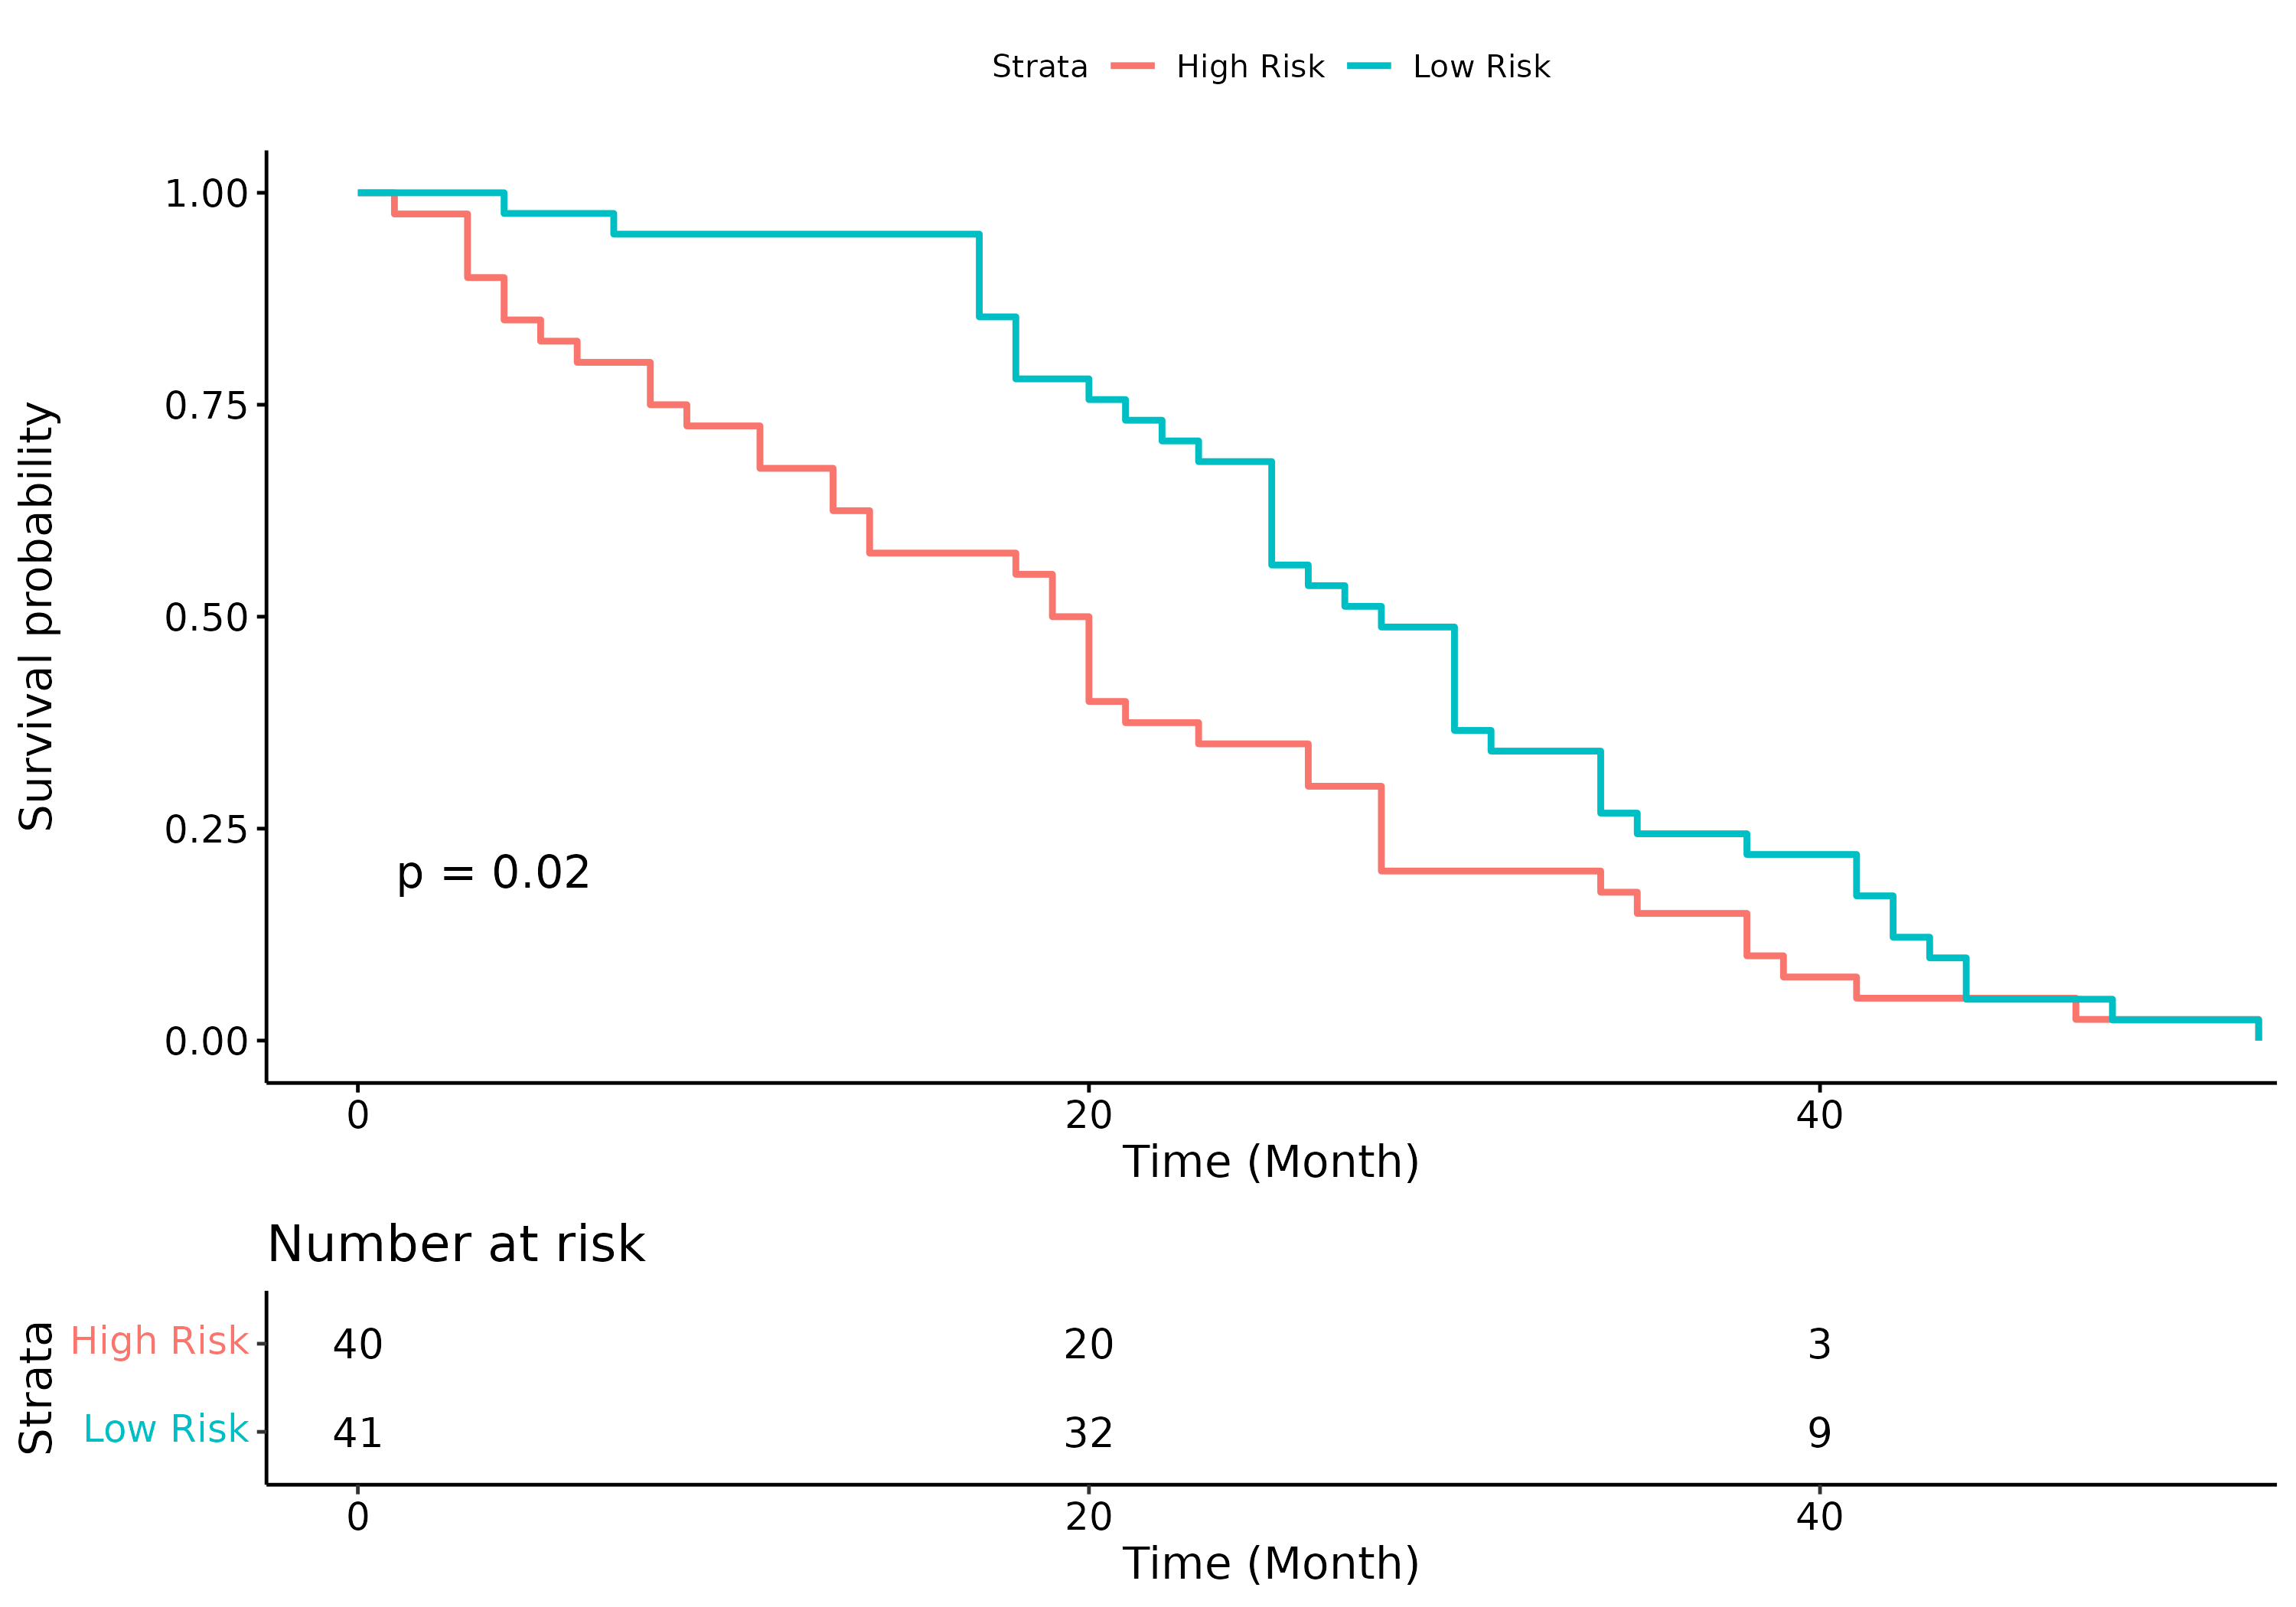 Strata High Risk Low Risk
Survival probability
1.00
0.75
0.50
0.25
0.00
p = 0.02
0 20 40
Time (Month)
Number at risk
Strata
High Risk 40 20 3
Low Risk 41 32 9
0 20 40
Time (Month)